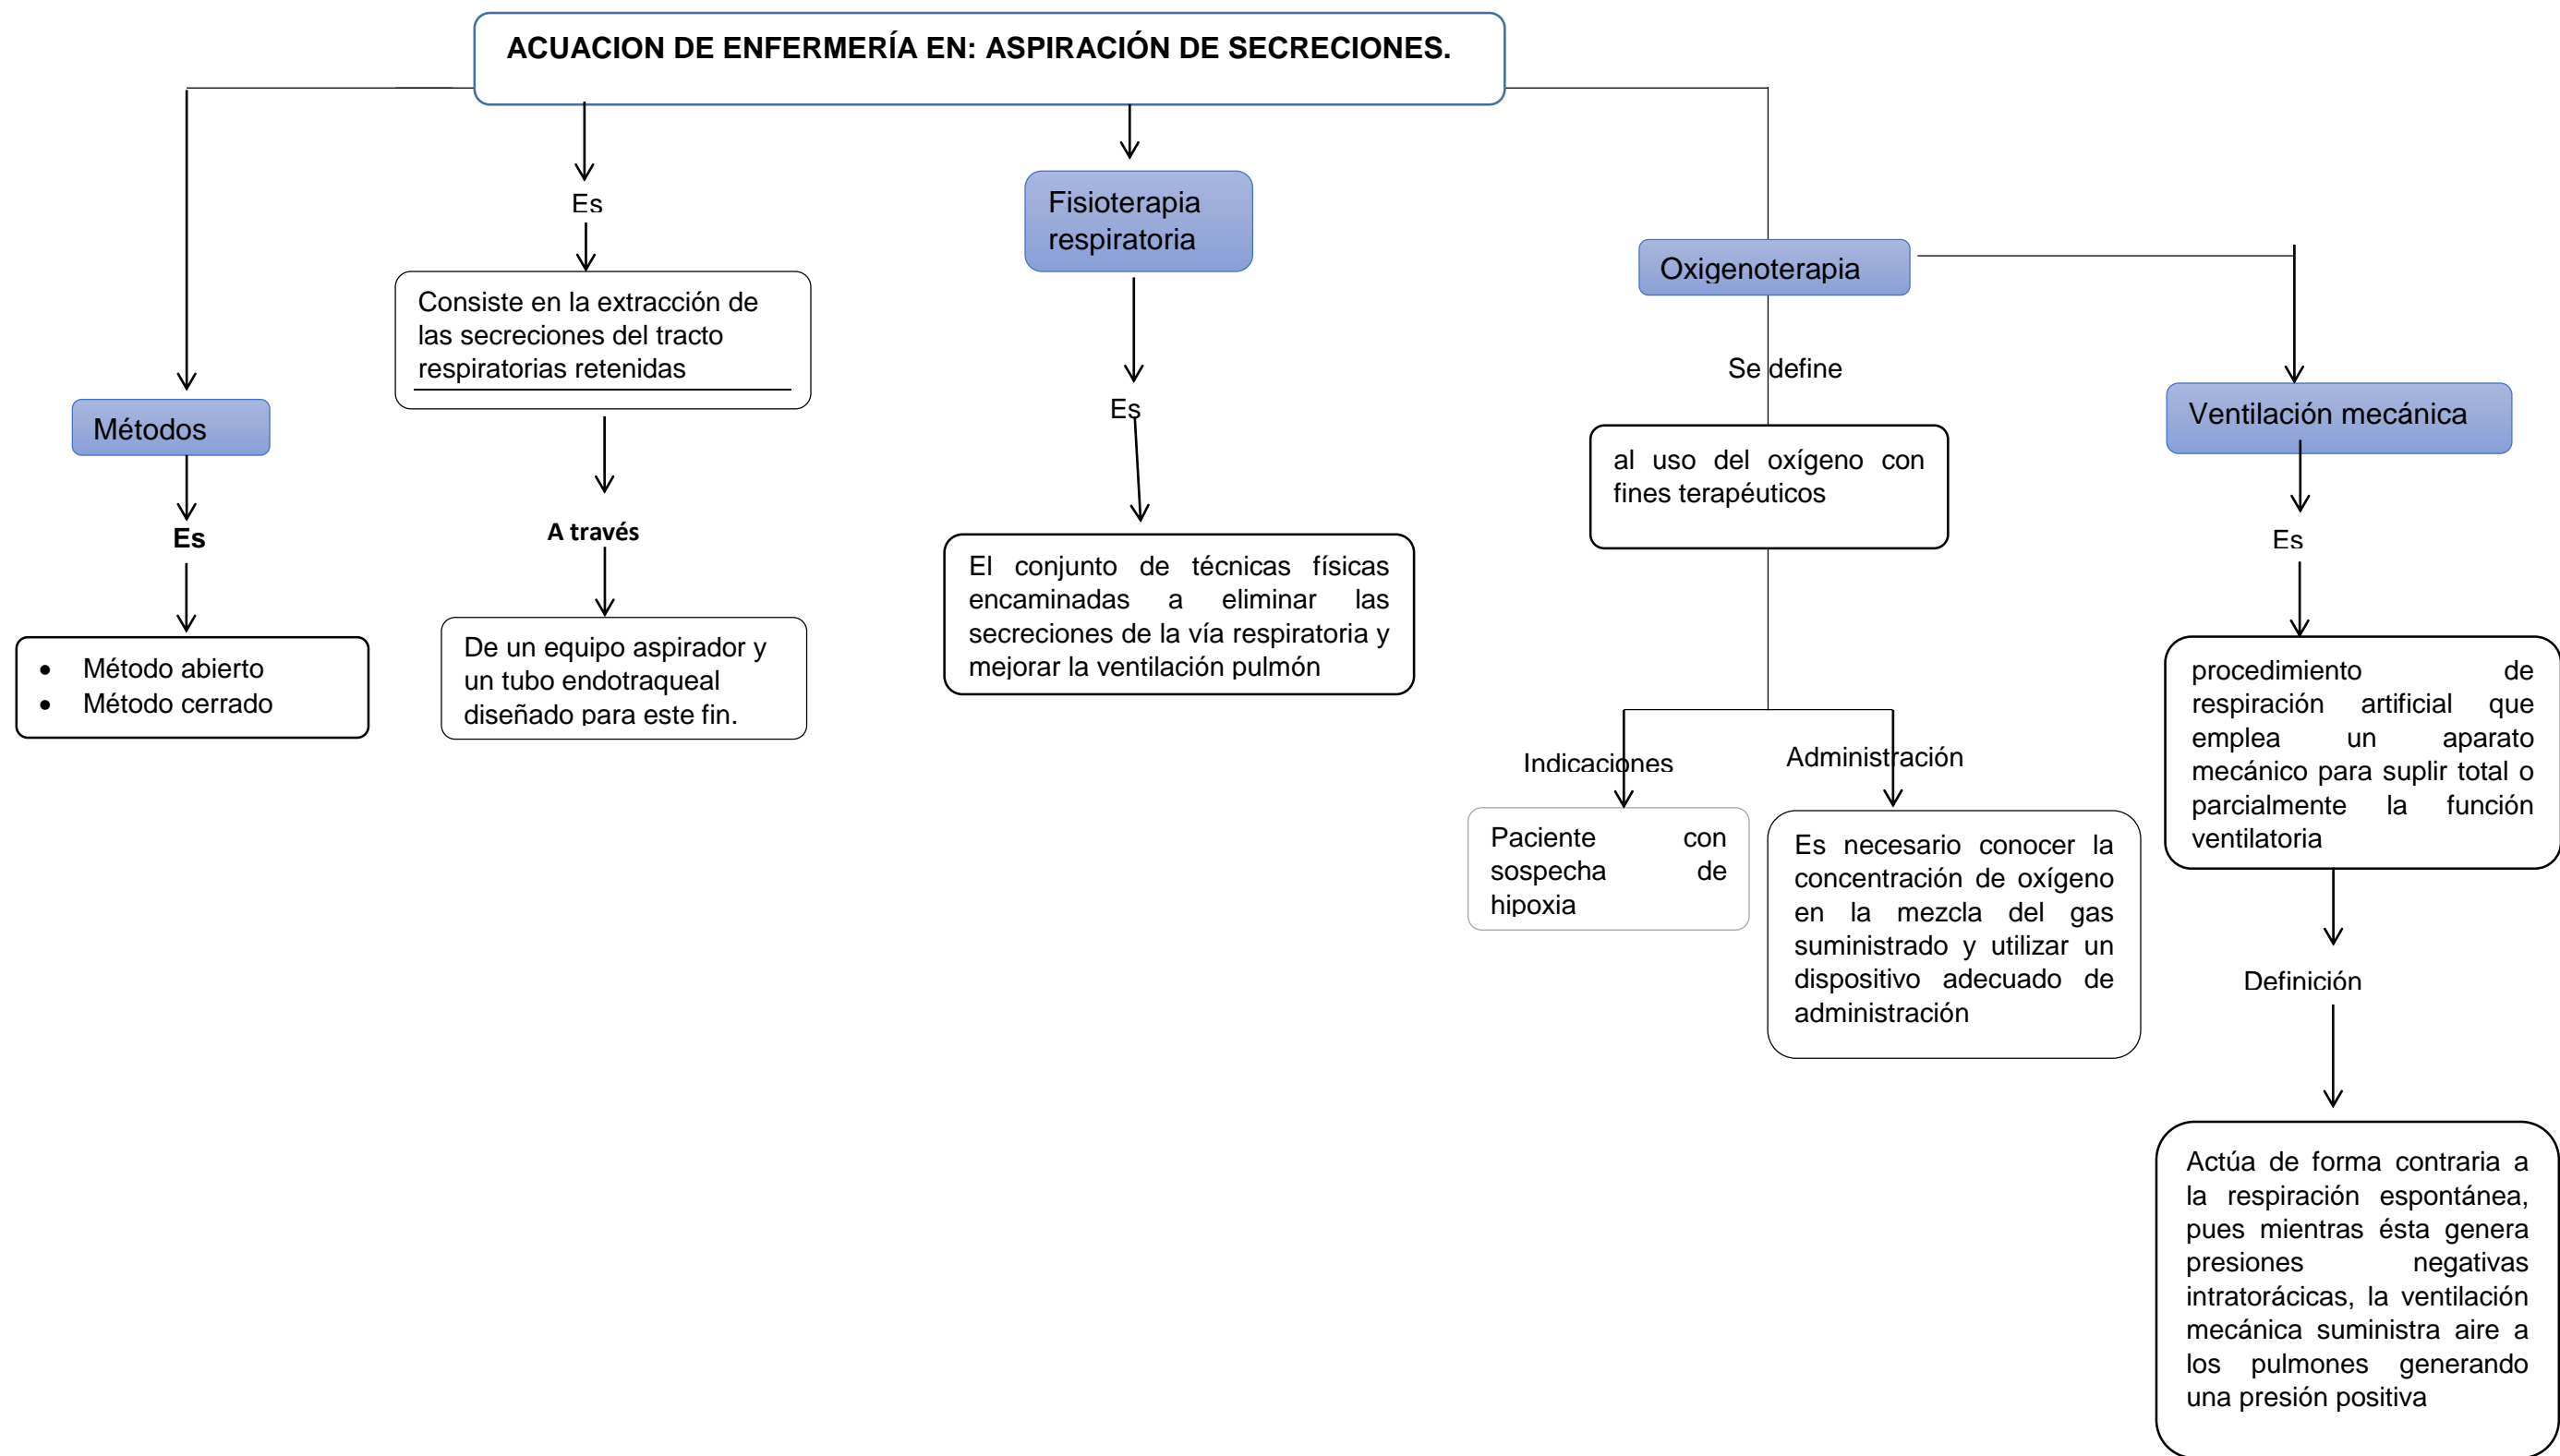 ACUACION DE ENFERMERÍA EN: ASPIRACIÓN DE SECRECIONES.
Métodos
Es
• Método abierto
• Método cerrado
Es
Consiste en la extracción de
las secreciones del tracto
respiratorias retenidas
A través
De un equipo aspirador y
un tubo endotraqueal
diseñado para este fin.
Fisioterapia
respiratoria
Es
El conjunto de técnicas físicas
encaminadas a eliminar las
secreciones de la vía respiratoria y
mejorar la ventilación pulmón
Oxigenoterapia
Se define
al uso del oxígeno con
fines terapéuticos
Indicaciones
Paciente con
sospecha de
hipoxia
Administración
Es necesario conocer la
concentración de oxígeno
en la mezcla del gas
suministrado y utilizar un
dispositivo adecuado de
administración
Ventilación mecánica
Es
procedimiento de
respiración artificial que
emplea un aparato
mecánico para suplir total o
parcialmente la función
ventilatoria
Definición
Actúa de forma contraria a
la respiración espontánea,
pues mientras ésta genera
presiones negativas
intratorácicas, la ventilación
mecánica suministra aire a
los pulmones generando
una presión positiva